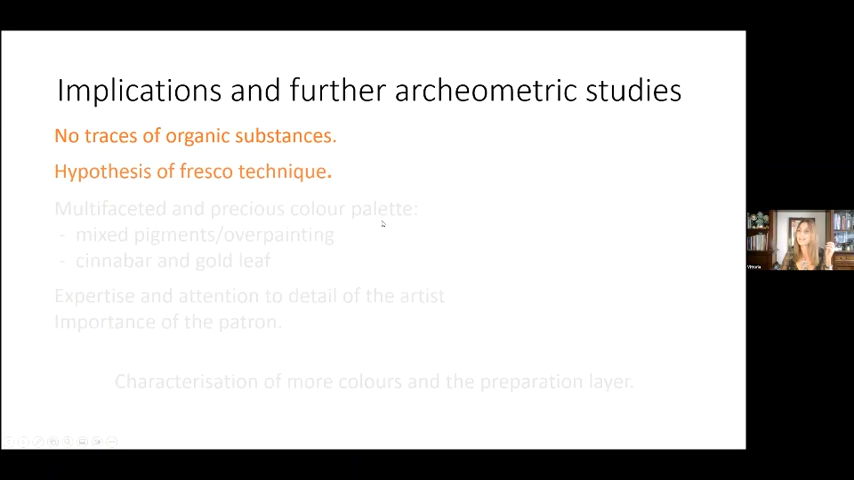 Implications and further archeometric studies
No traces of organic substances.
Hypothesis of fresco technique.
Multifaceted and precious colour palette:
- mixed pigments/overpainting
- cinnabar and gold leaf
Expertise and attention to detail of the artist
Importance of the patron.
Characterisation of more colours and the preparation layer.
Vittoria